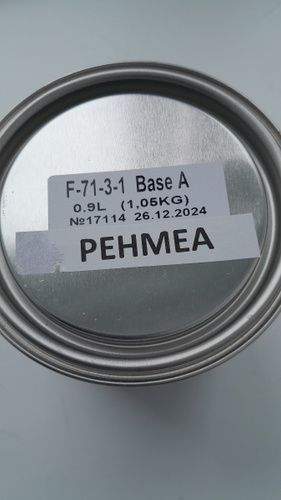 F-71-3-1 Base A
0,9L (1,05KG)
№17114 26.12.2024
PEHMEA